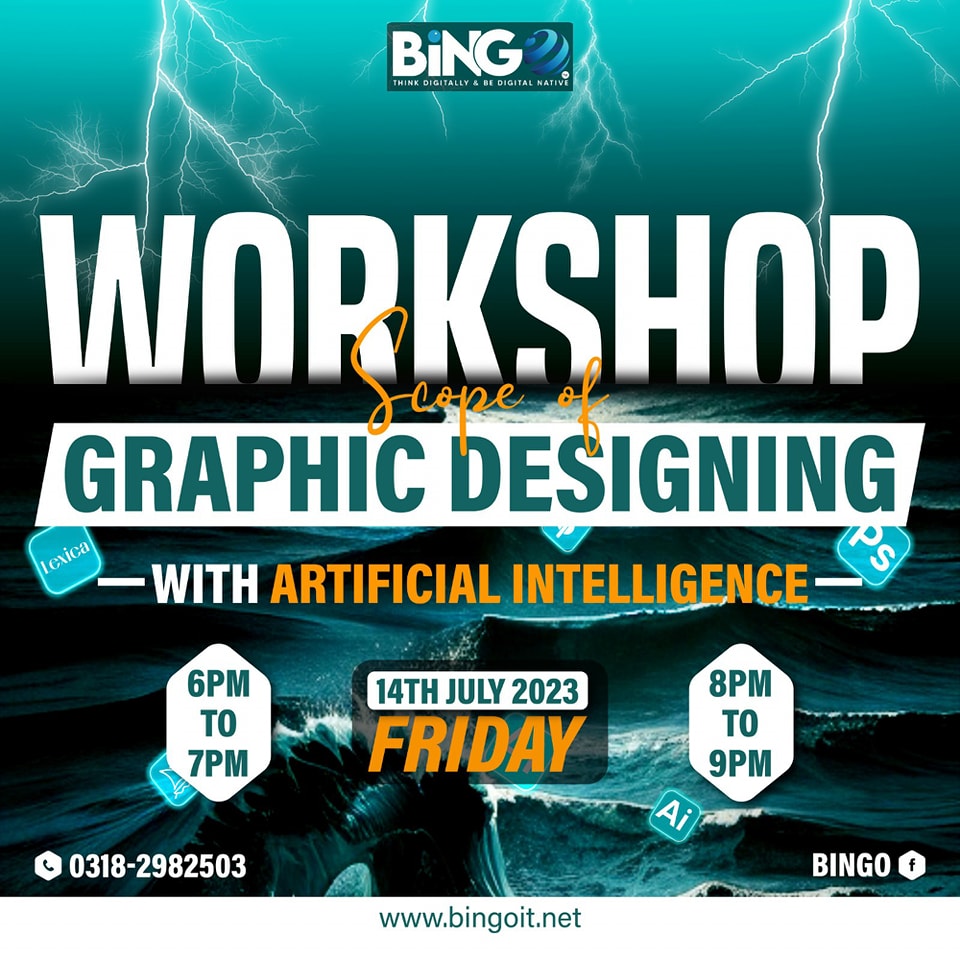 BiNGO
THINK DIGITALLY & BE DIGITAL NATIVE
WORKSHOP
Scope of
GRAPHIC DESIGNING
Lexica
Ps
WITH ARTIFICIAL INTELLIGENCE
6PM
TO
7PM
14TH JULY 2023
FRIDAY
8PM
TO
9PM
Ai
0318-2982503
BINGO
www.bingoit.net